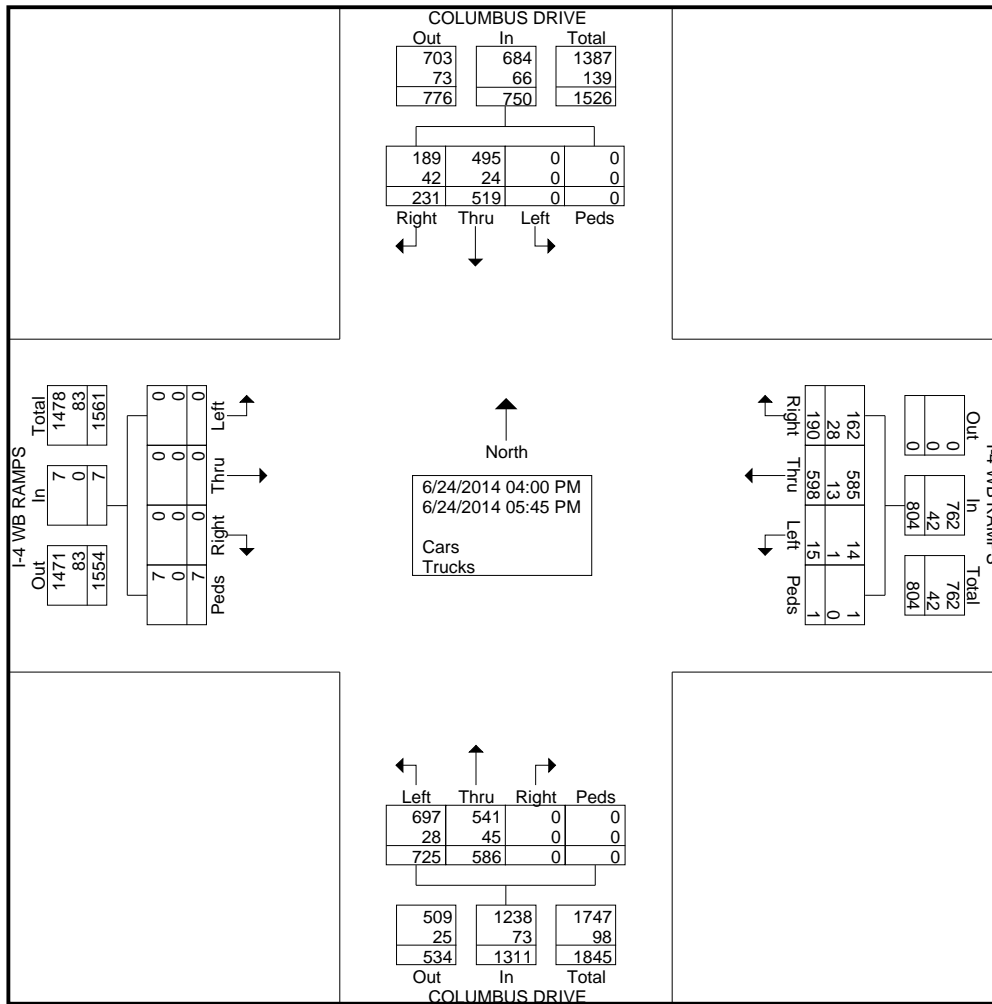 COLUMBUS DRIVE
Out In Total
703 684 1387
73 66 139
776 750 1526
189 495 0 0
42 24 0 0
231 519 0 0
Right Thru Left Peds
I-4 WB RAMPS
Total In Out
1478 7 1471
83 0 83
1561 7 1554
Left Thru Right Peds
0 0 0 7
0 0 0 0
0 0 0 7
North
6/24/2014 04:00 PM
6/24/2014 05:45 PM
Cars
Trucks
Right Thru Left Peds
162 585 14 1
28 13 1 0
190 598 15 1
Out In Total
0 762 762
0 42 42
0 804 804
I-4 WB RAMPS
Left Thru Right Peds
697 541 0 0
28 45 0 0
725 586 0 0
509 1238 1747
25 73 98
534 1311 1845
Out In Total
COLUMBUS DRIVE